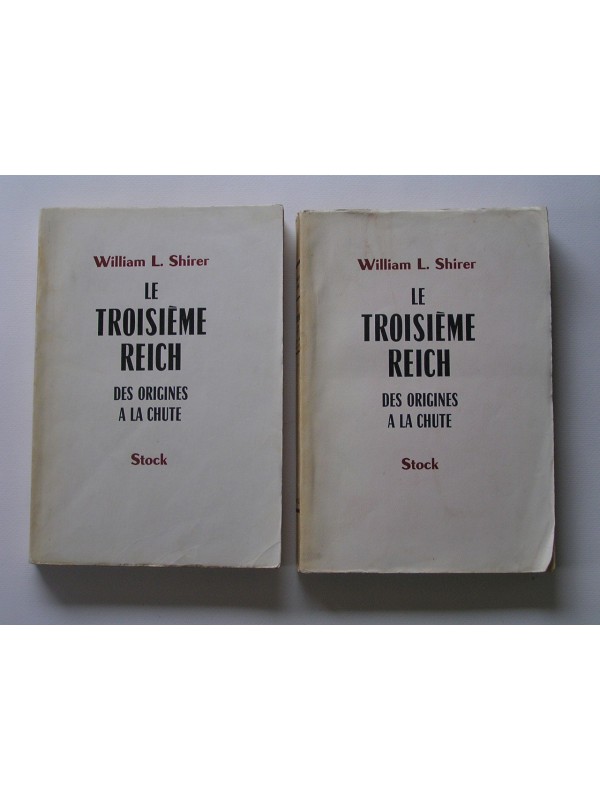 William L. Shirer
LE
TROISIÈME
REICH
DES ORIGINES
A LA CHUTE
Stock
William L. Shirer
LE
TROISIÈME
REICH
DES ORIGINES
A LA CHUTE
Stock